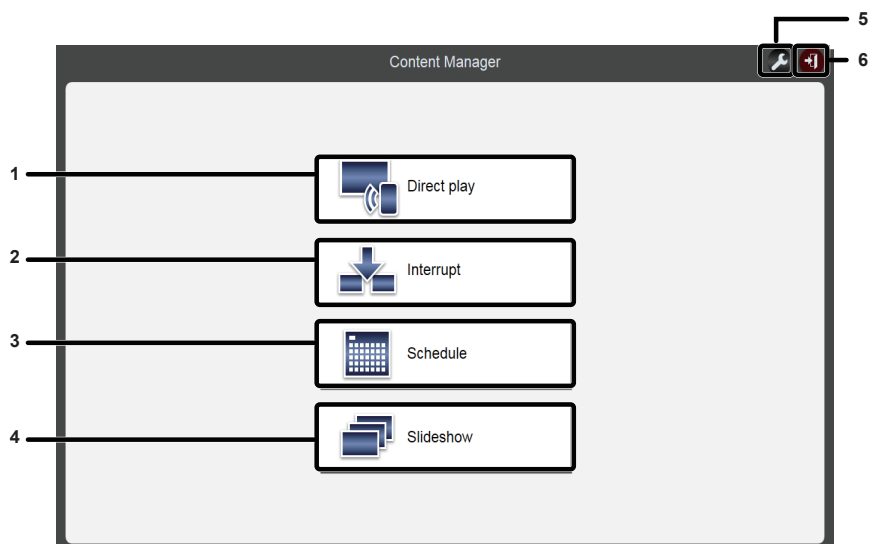 5
Content Manager
6
1
Direct play
2
Interrupt
3
Schedule
4
Slideshow